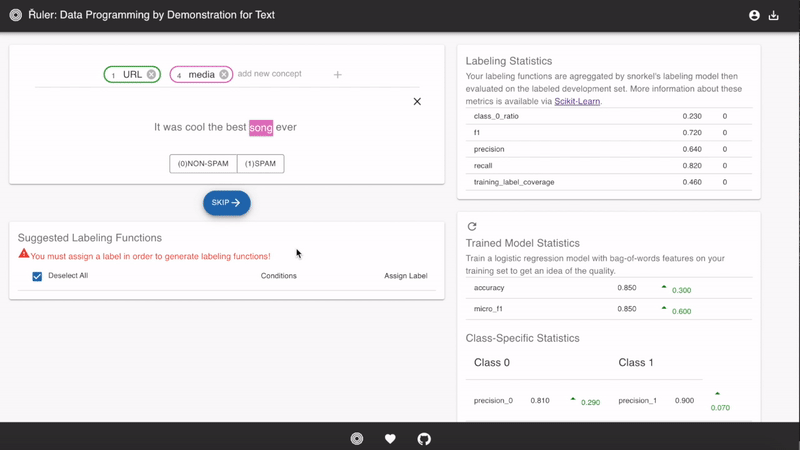 Ruler: Data Programming by Demonstration for Text
1 URL
4 media
add new concept
It was cool the best song ever
(0)NON-SPAM
(1)SPAM
SKIP
Suggested Labeling Functions
You must assign a label in order to generate labeling functions!
Deselect All
Conditions
Assign Label
Labeling Statistics
Your labeling functions are agreggated by snorkel's labeling model then
evaluated on the labeled development set. More information about these
metrics is available via Scikit-Learn.
class_0_ratio 0.230 0
f1 0.720 0
precision 0.640 0
recall 0.820 0
training_label_coverage 0.460 0
Trained Model Statistics
Train a logistic regression model with bag-of-words features on your
training set to get an idea of the quality.
accuracy 0.850 0.300
micro_f1 0.850 0.600
Class-Specific Statistics
Class 0 Class 1
precision_0 0.810 0.290 precision_1 0.900 0.070